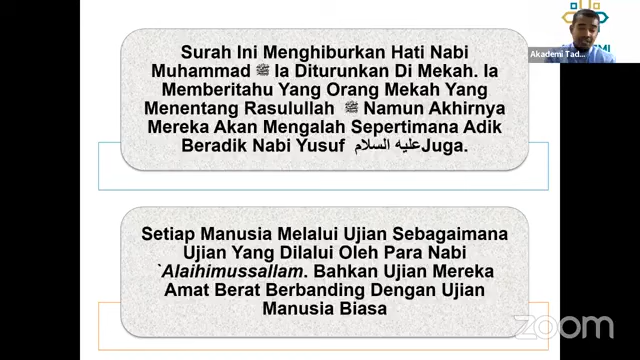 Surah Ini Menghiburkan Hati Nabi
Muhammad ﷺ Ia Diturunkan Di Mekah. Ia
Memberitahu Yang Orang Mekah Yang
Menentang Rasulullah ﷺ Namun Akhirnya
Mereka Akan Mengalah Sepertimana Adik
Beradik Nabi Yusuf عليه السلام Juga.
Setiap Manusia Melalui Ujian Sebagaimana
Ujian Yang Dilalui Oleh Para Nabi
`Alaihimussallam. Bahkan Ujian Mereka
Amat Berat Berbanding Dengan Ujian
Manusia Biasa
Akademi Tad...
zoom